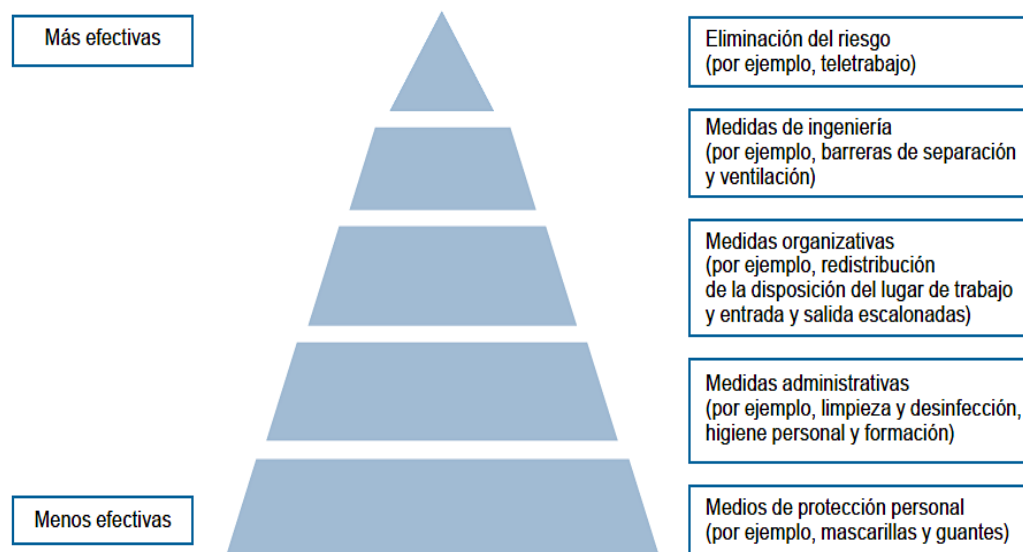 Más efectivas
Eliminación del riesgo
(por ejemplo, teletrabajo)
Medidas de ingeniería
(por ejemplo, barreras de separación
y ventilación)
Medidas organizativas
(por ejemplo, redistribución
de la disposición del lugar de trabajo
y entrada y salida escalonadas)
Medidas administrativas
(por ejemplo, limpieza y desinfección,
higiene personal y formación)
Menos efectivas
Medios de protección personal
(por ejemplo, mascarillas y guantes)